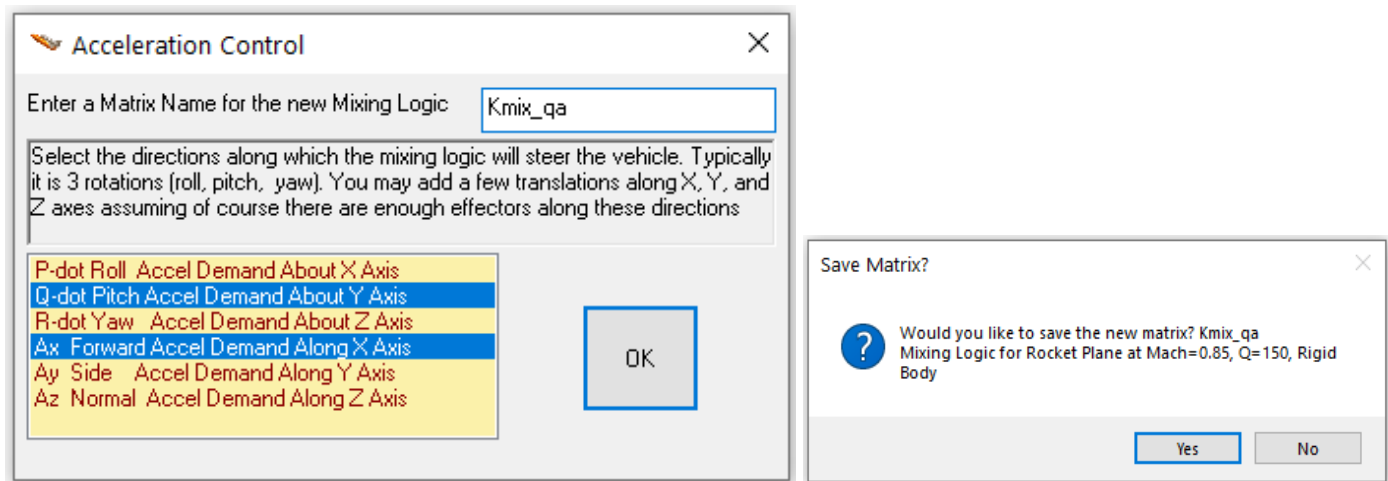 Acceleration Control
Enter a Matrix Name for the new Mixing Logic Kmix_qa
Select the directions along which the mixing logic will steer the vehicle. Typically
it is 3 rotations (roll, pitch, yaw). You may add a few translations along X, Y, and
Z axes assuming of course there are enough effectors along these directions
P-dot Roll Accel Demand About X Axis
Q-dot Pitch Accel Demand About Y Axis
R-dot Yaw Accel Demand About Z Axis
Ax Forward Accel Demand Along X Axis
Ay Side Accel Demand Along Y Axis
Az Normal Accel Demand Along Z Axis
OK
Save Matrix?
?
Would you like to save the new matrix? Kmix_qa
Mixing Logic for Rocket Plane at Mach=0.85, Q=150, Rigid
Body
Yes No